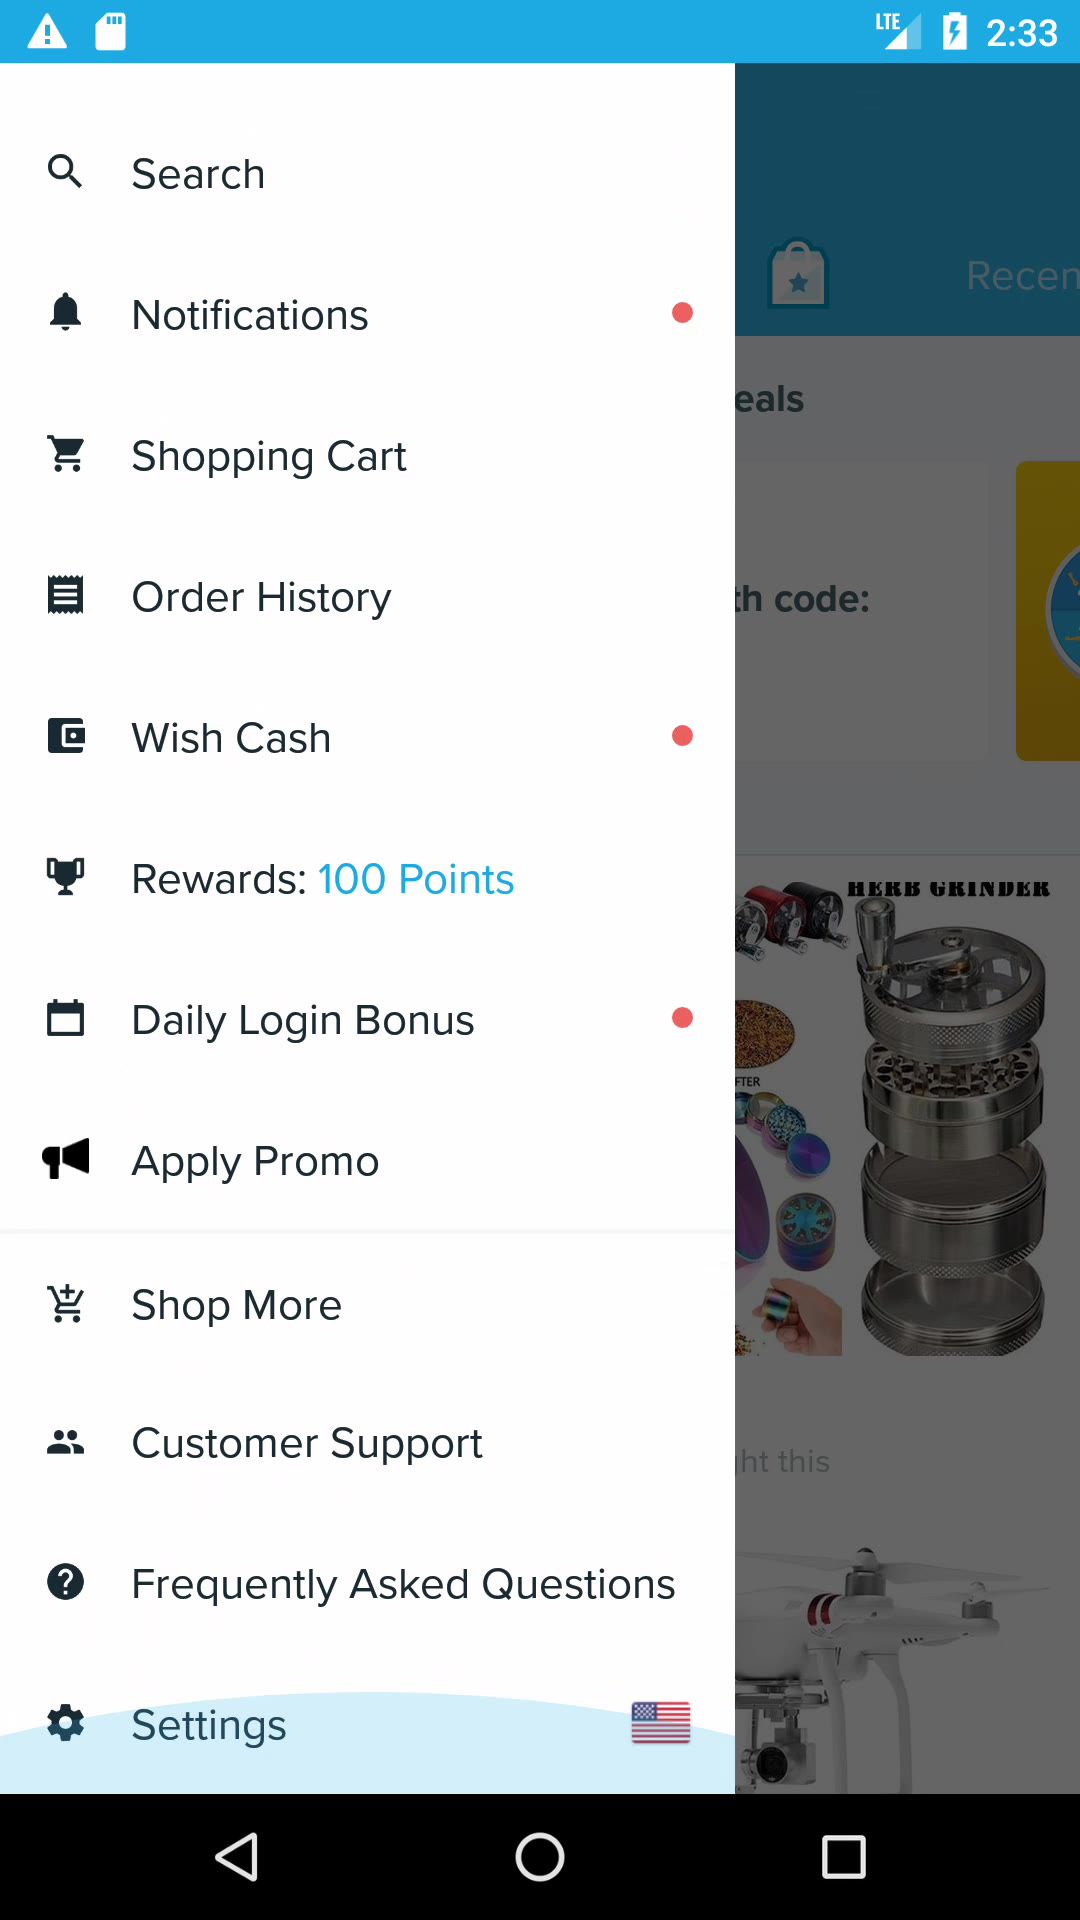 LTE 2:33
Search
Recen
Notifications
eals
Shopping Cart
th code:
Order History
Wish Cash
Rewards: 100 Points
HERB GRINDER
Daily Login Bonus
FTER
Apply Promo
Shop More
Customer Support
ght this
Frequently Asked Questions
Settings